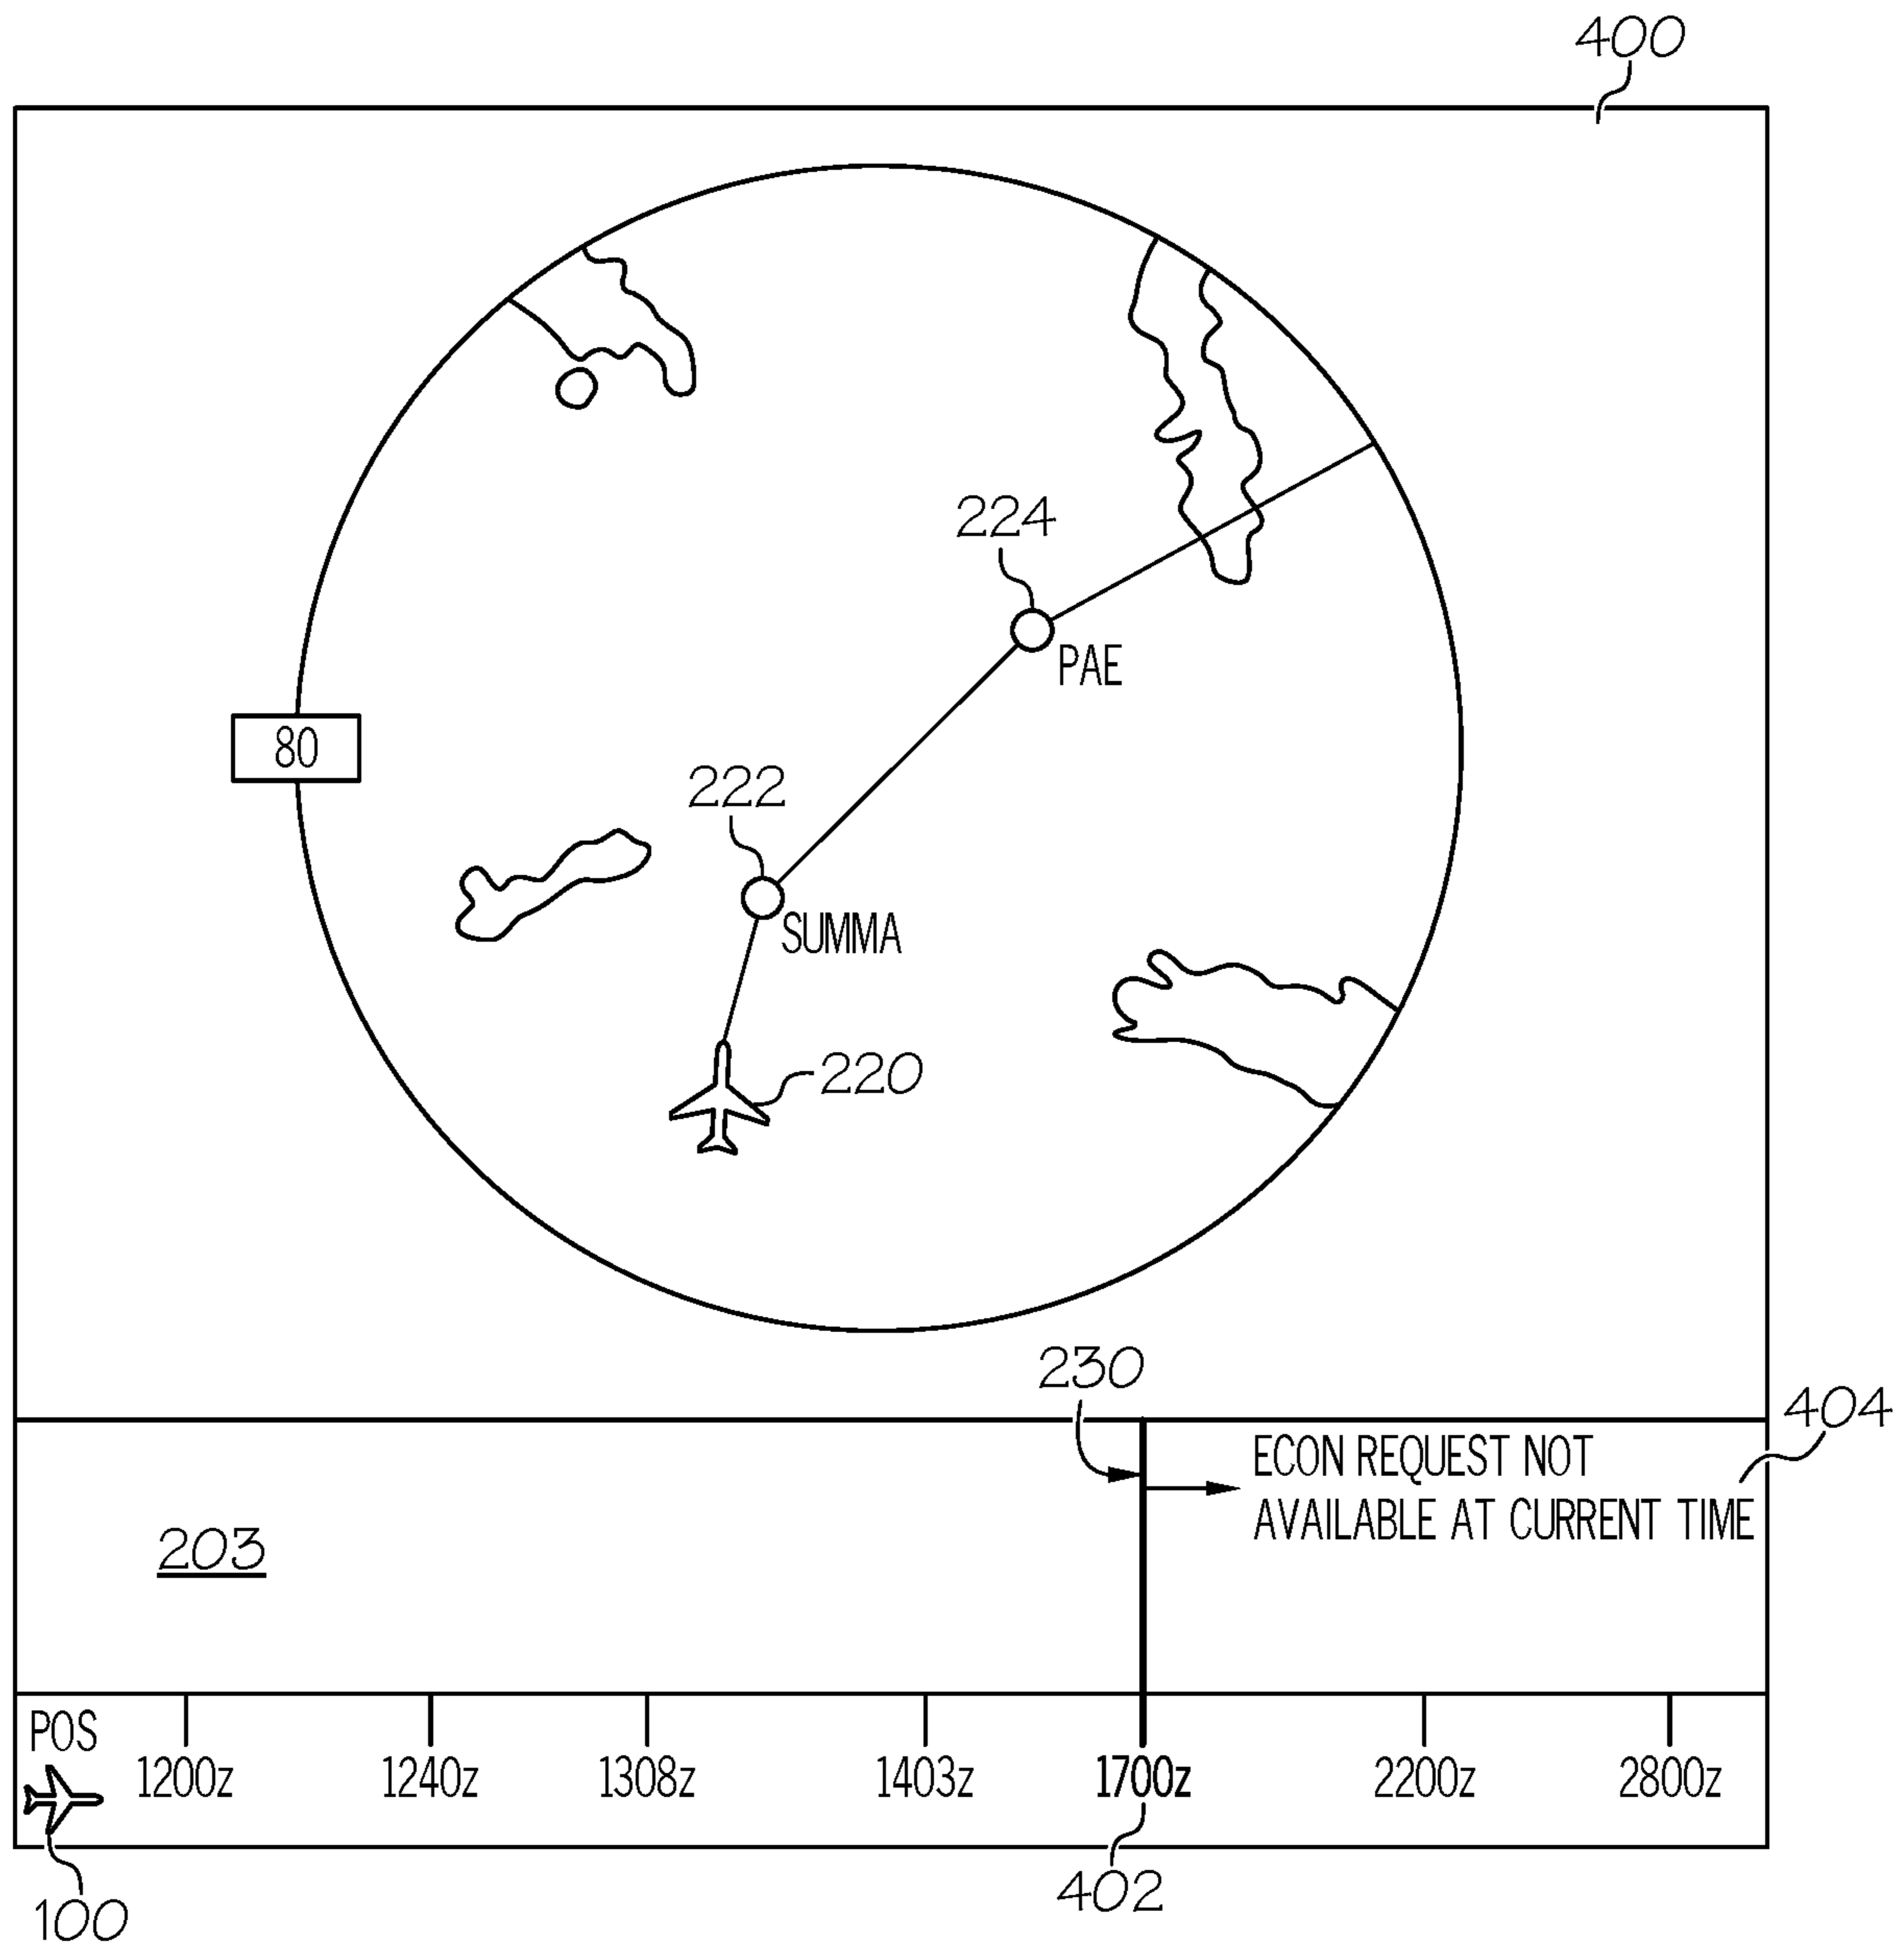 400
224
PAE
80
222
SUMMA
220
230
404
ECON REQUEST NOT
AVAILABLE AT CURRENT TIME
203
POS
1200z
1240z
1308z
1403z
1700z
2200z
2800z
402
100